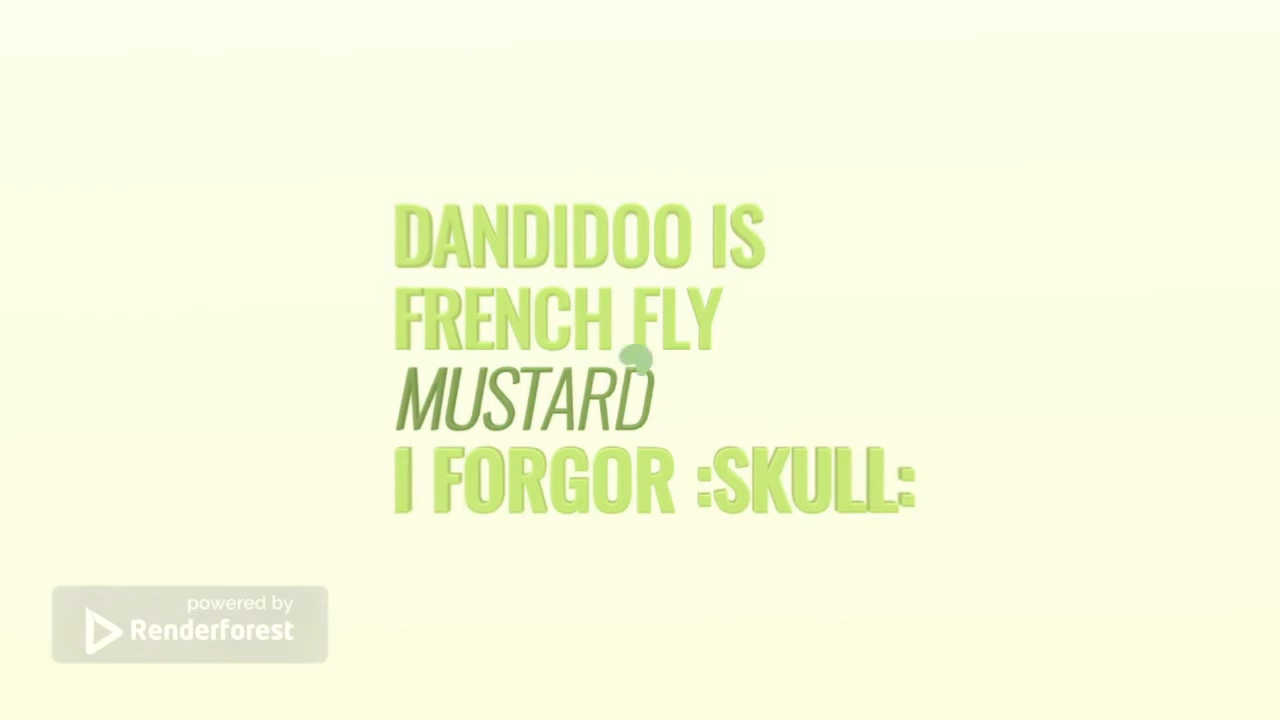 DANDIDOO IS
FRENCH FLY
MUSTARD
I FORGOR :SKULL:
powered by
Renderforest